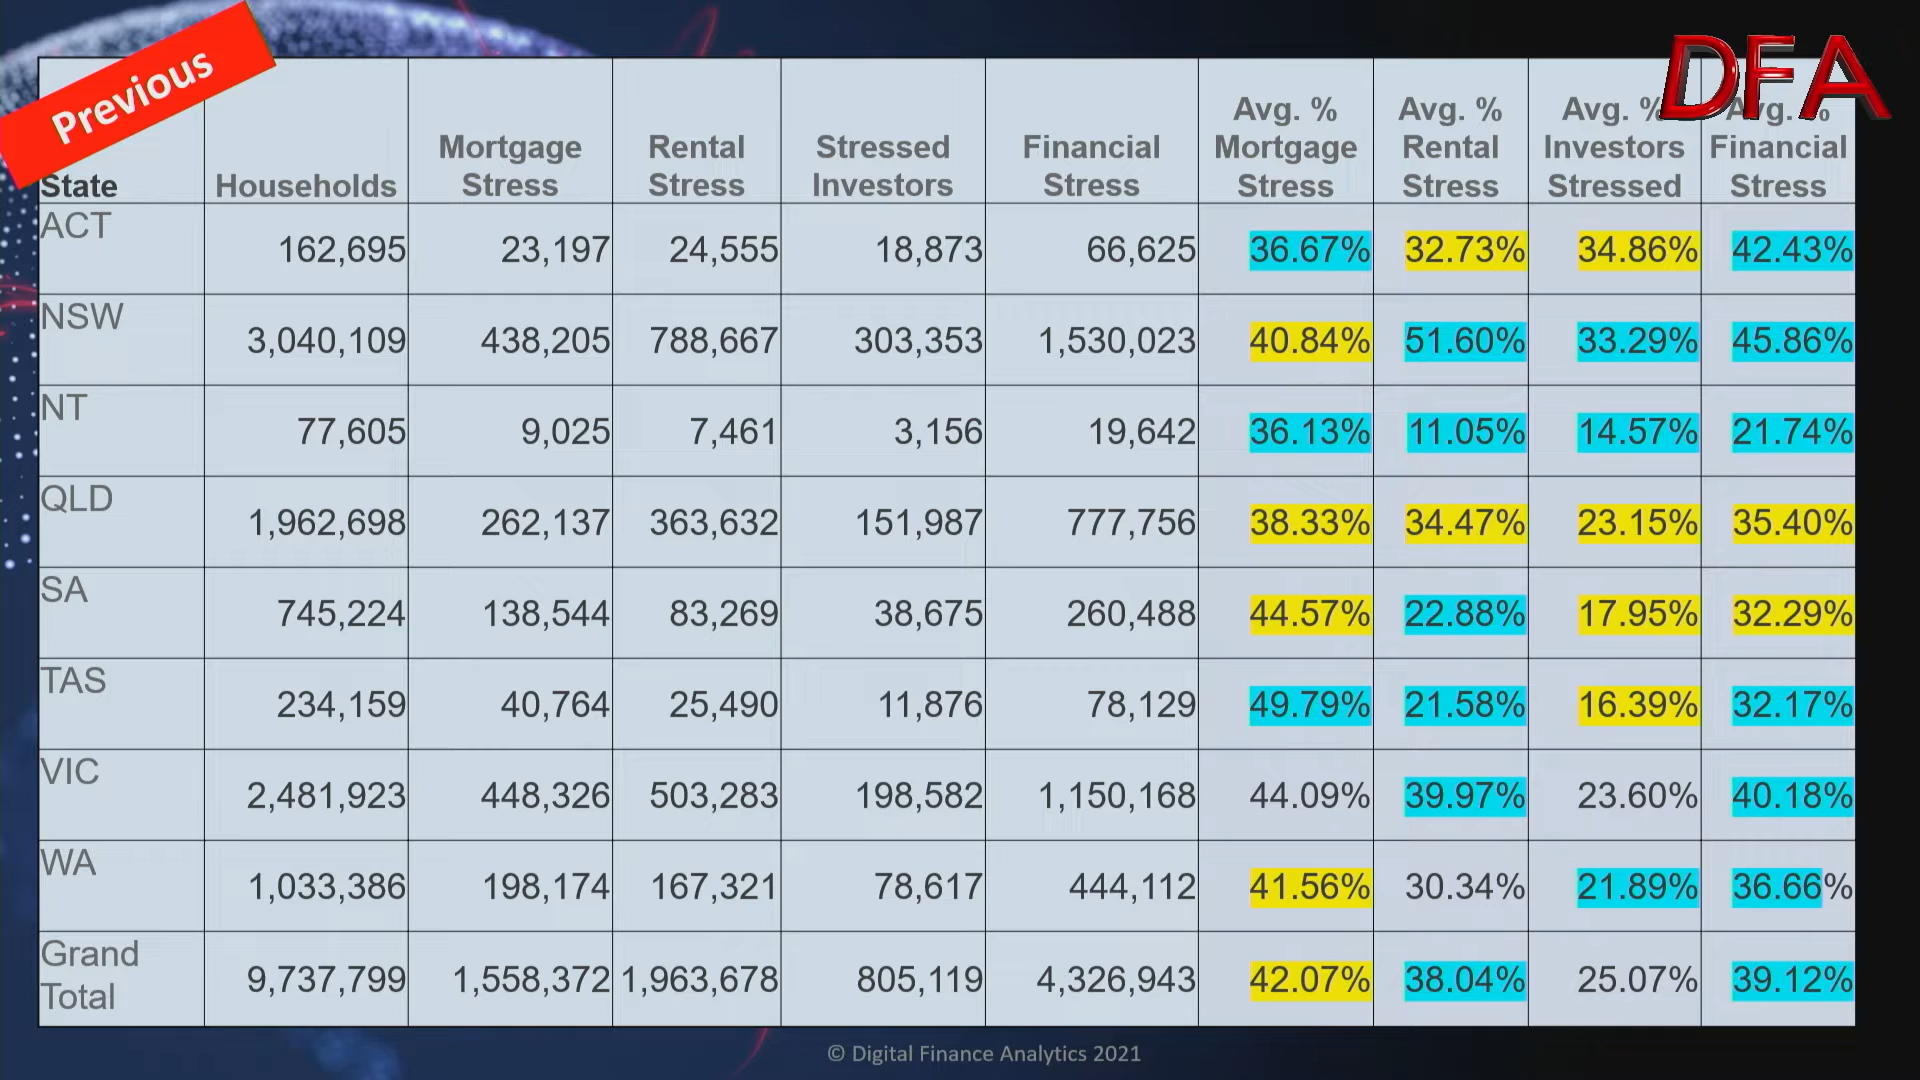 Previous
DFA
State Households Mortgage Stress Rental Stress Stressed Investors Financial Stress Avg. % Mortgage Stress Avg. % Rental Stress Avg. % Investors Stressed Avg. % Financial Stress
ACT 162,695 23,197 24,555 18,873 66,625 36.67% 32.73% 34.86% 42.43%
NSW 3,040,109 438,205 788,667 303,353 1,530,023 40.84% 51.60% 33.29% 45.86%
NT 77,605 9,025 7,461 3,156 19,642 36.13% 11.05% 14.57% 21.74%
QLD 1,962,698 262,137 363,632 151,987 777,756 38.33% 34.47% 23.15% 35.40%
SA 745,224 138,544 83,269 38,675 260,488 44.57% 22.88% 17.95% 32.29%
TAS 234,159 40,764 25,490 11,876 78,129 49.79% 21.58% 16.39% 32.17%
VIC 2,481,923 448,326 503,283 198,582 1,150,168 44.09% 39.97% 23.60% 40.18%
WA 1,033,386 198,174 167,321 78,617 444,112 41.56% 30.34% 21.89% 36.66%
Grand Total 9,737,799 1,558,372 1,963,678 805,119 4,326,943 42.07% 38.04% 25.07% 39.12%
© Digital Finance Analytics 2021